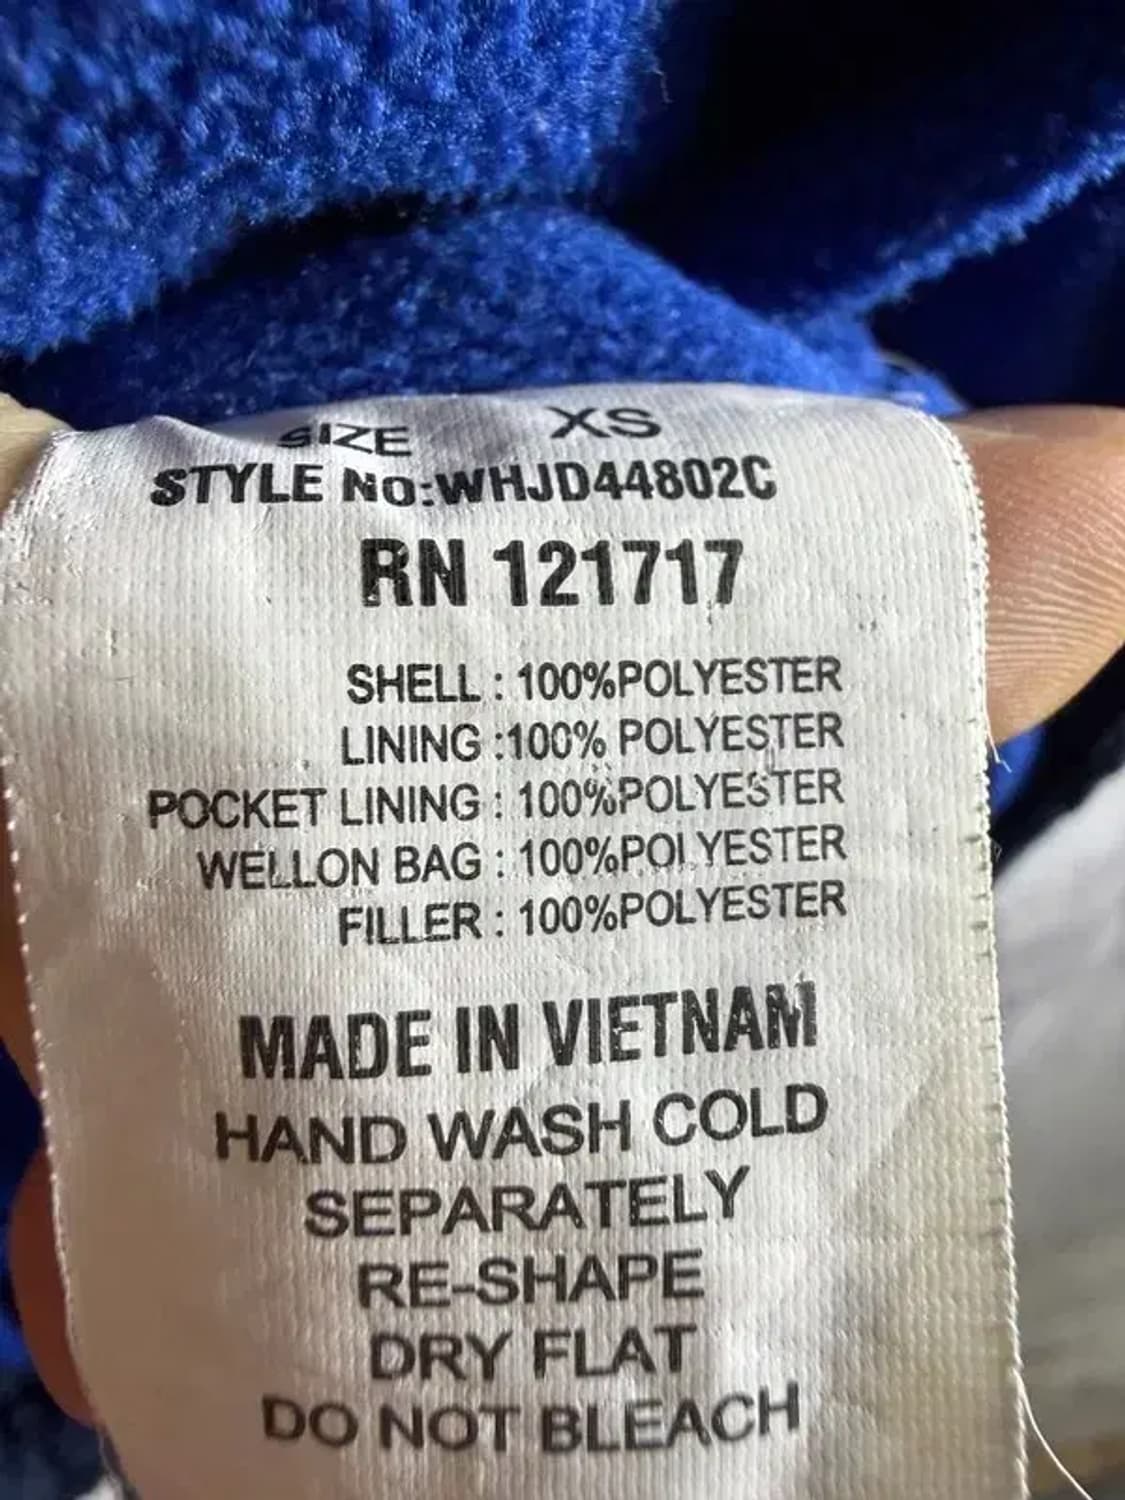 SIZE XS
STYLE No:WHJD44802C
RN 121717
SHELL : 100%POLYESTER
LINING :100% POLYESTER
POCKET LINING : 100%POLYESTER
WELLON BAG : 100%POLYESTER
FILLER : 100%POLYESTER
MADE IN VIETNAM
HAND WASH COLD
SEPARATELY
RE-SHAPE
DRY FLAT
DO NOT BLEACH